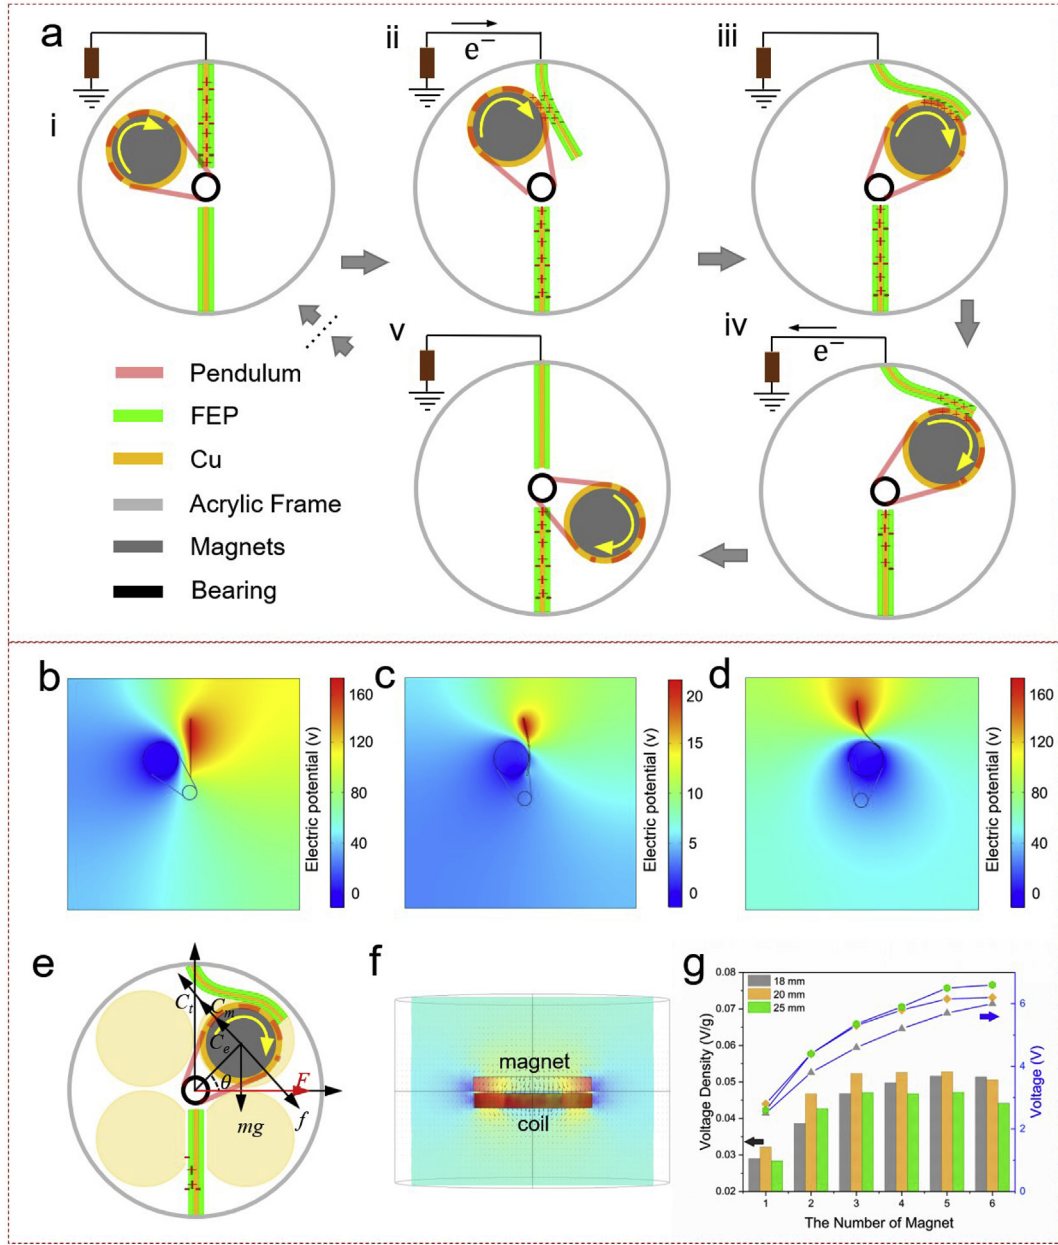 a
i
ii
e⁻
iii
iv
e⁻
v
Pendulum
FEP
Cu
Acrylic Frame
Magnets
Bearing
b
160
120
80
40
0
Electric potential (v)
c
20
15
10
5
0
Electric potential (v)
d
160
120
80
40
0
Electric potential (v)
e
Cₜ
Cₘ
Cₑ
θ
F
mg
f
f
magnet
coil
g
18 mm
20 mm
25 mm
Voltage Density (V/g)
0.08
0.07
0.06
0.05
0.04
0.03
0.02
Voltage (V)
6
4
2
0
1 2 3 4 5 6
The Number of Magnet